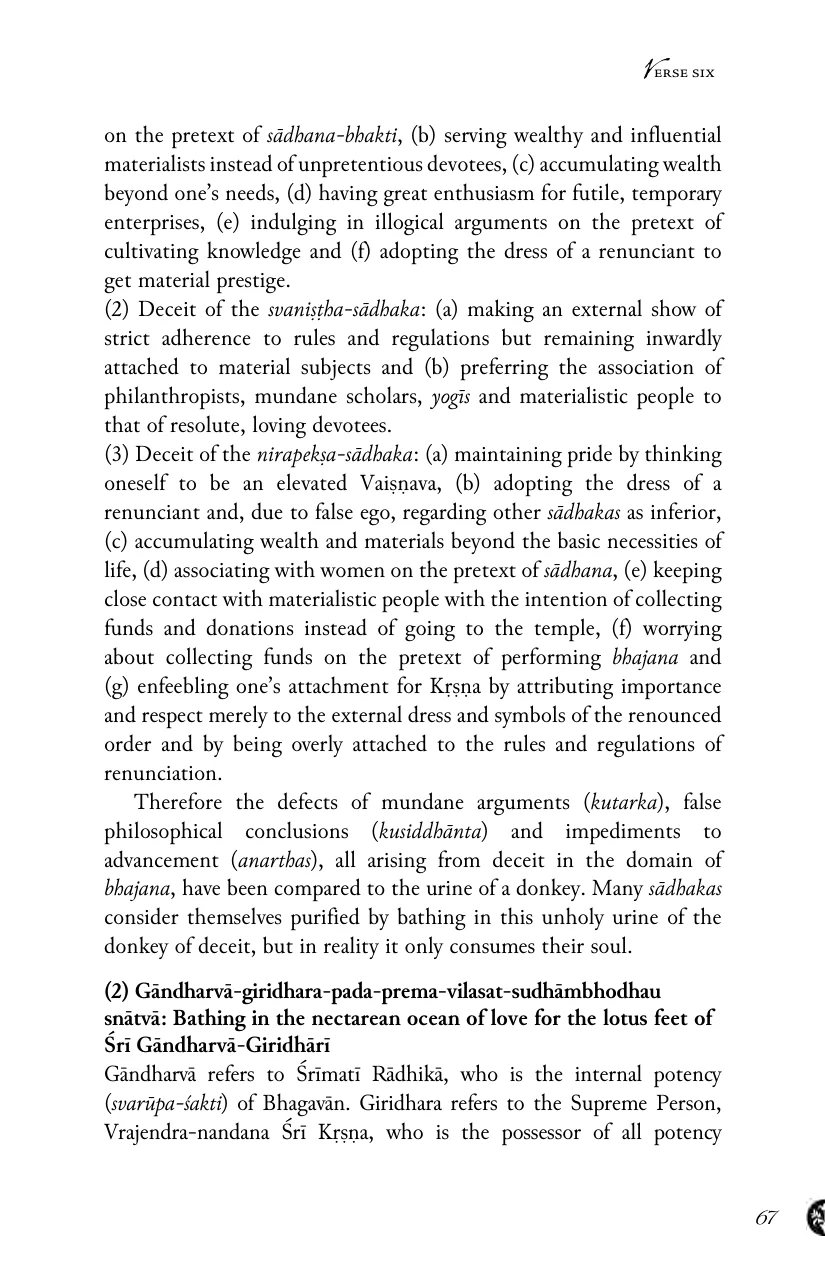 VERSE SIX
on the pretext of sādhana-bhakti, (b) serving wealthy and influential
materialists instead of unpretentious devotees, (c) accumulating wealth
beyond one’s needs, (d) having great enthusiasm for futile, temporary
enterprises, (e) indulging in illogical arguments on the pretext of
cultivating knowledge and (f) adopting the dress of a renunciant to
get material prestige.
(2) Deceit of the svaniṣṭha-sādhaka: (a) making an external show of
strict adherence to rules and regulations but remaining inwardly
attached to material subjects and (b) preferring the association of
philanthropists, mundane scholars, yogīs and materialistic people to
that of resolute, loving devotees.
(3) Deceit of the nirapekṣa-sādhaka: (a) maintaining pride by thinking
oneself to be an elevated Vaiṣṇava, (b) adopting the dress of a
renunciant and, due to false ego, regarding other sādhakas as inferior,
(c) accumulating wealth and materials beyond the basic necessities of
life, (d) associating with women on the pretext of sādhana, (e) keeping
close contact with materialistic people with the intention of collecting
funds and donations instead of going to the temple, (f) worrying
about collecting funds on the pretext of performing bhajana and
(g) enfeebling one’s attachment for Kṛṣṇa by attributing importance
and respect merely to the external dress and symbols of the renounced
order and by being overly attached to the rules and regulations of
renunciation.
Therefore the defects of mundane arguments (kutarka), false
philosophical conclusions (kusiddhānta) and impediments to
advancement (anarthas), all arising from deceit in the domain of
bhajana, have been compared to the urine of a donkey. Many sādhakas
consider themselves purified by bathing in this unholy urine of the
donkey of deceit, but in reality it only consumes their soul.
(2) Gāndharvā-giridhara-pada-prema-vilasat-sudhāmbhodhau
snātvā: Bathing in the nectarean ocean of love for the lotus feet of
Śrī Gāndharvā-Giridhārī
Gāndharvā refers to Śrīmatī Rādhikā, who is the internal potency
(svarūpa-śakti) of Bhagavān. Giridhara refers to the Supreme Person,
Vrajendra-nandana Śrī Kṛṣṇa, who is the possessor of all potency
67